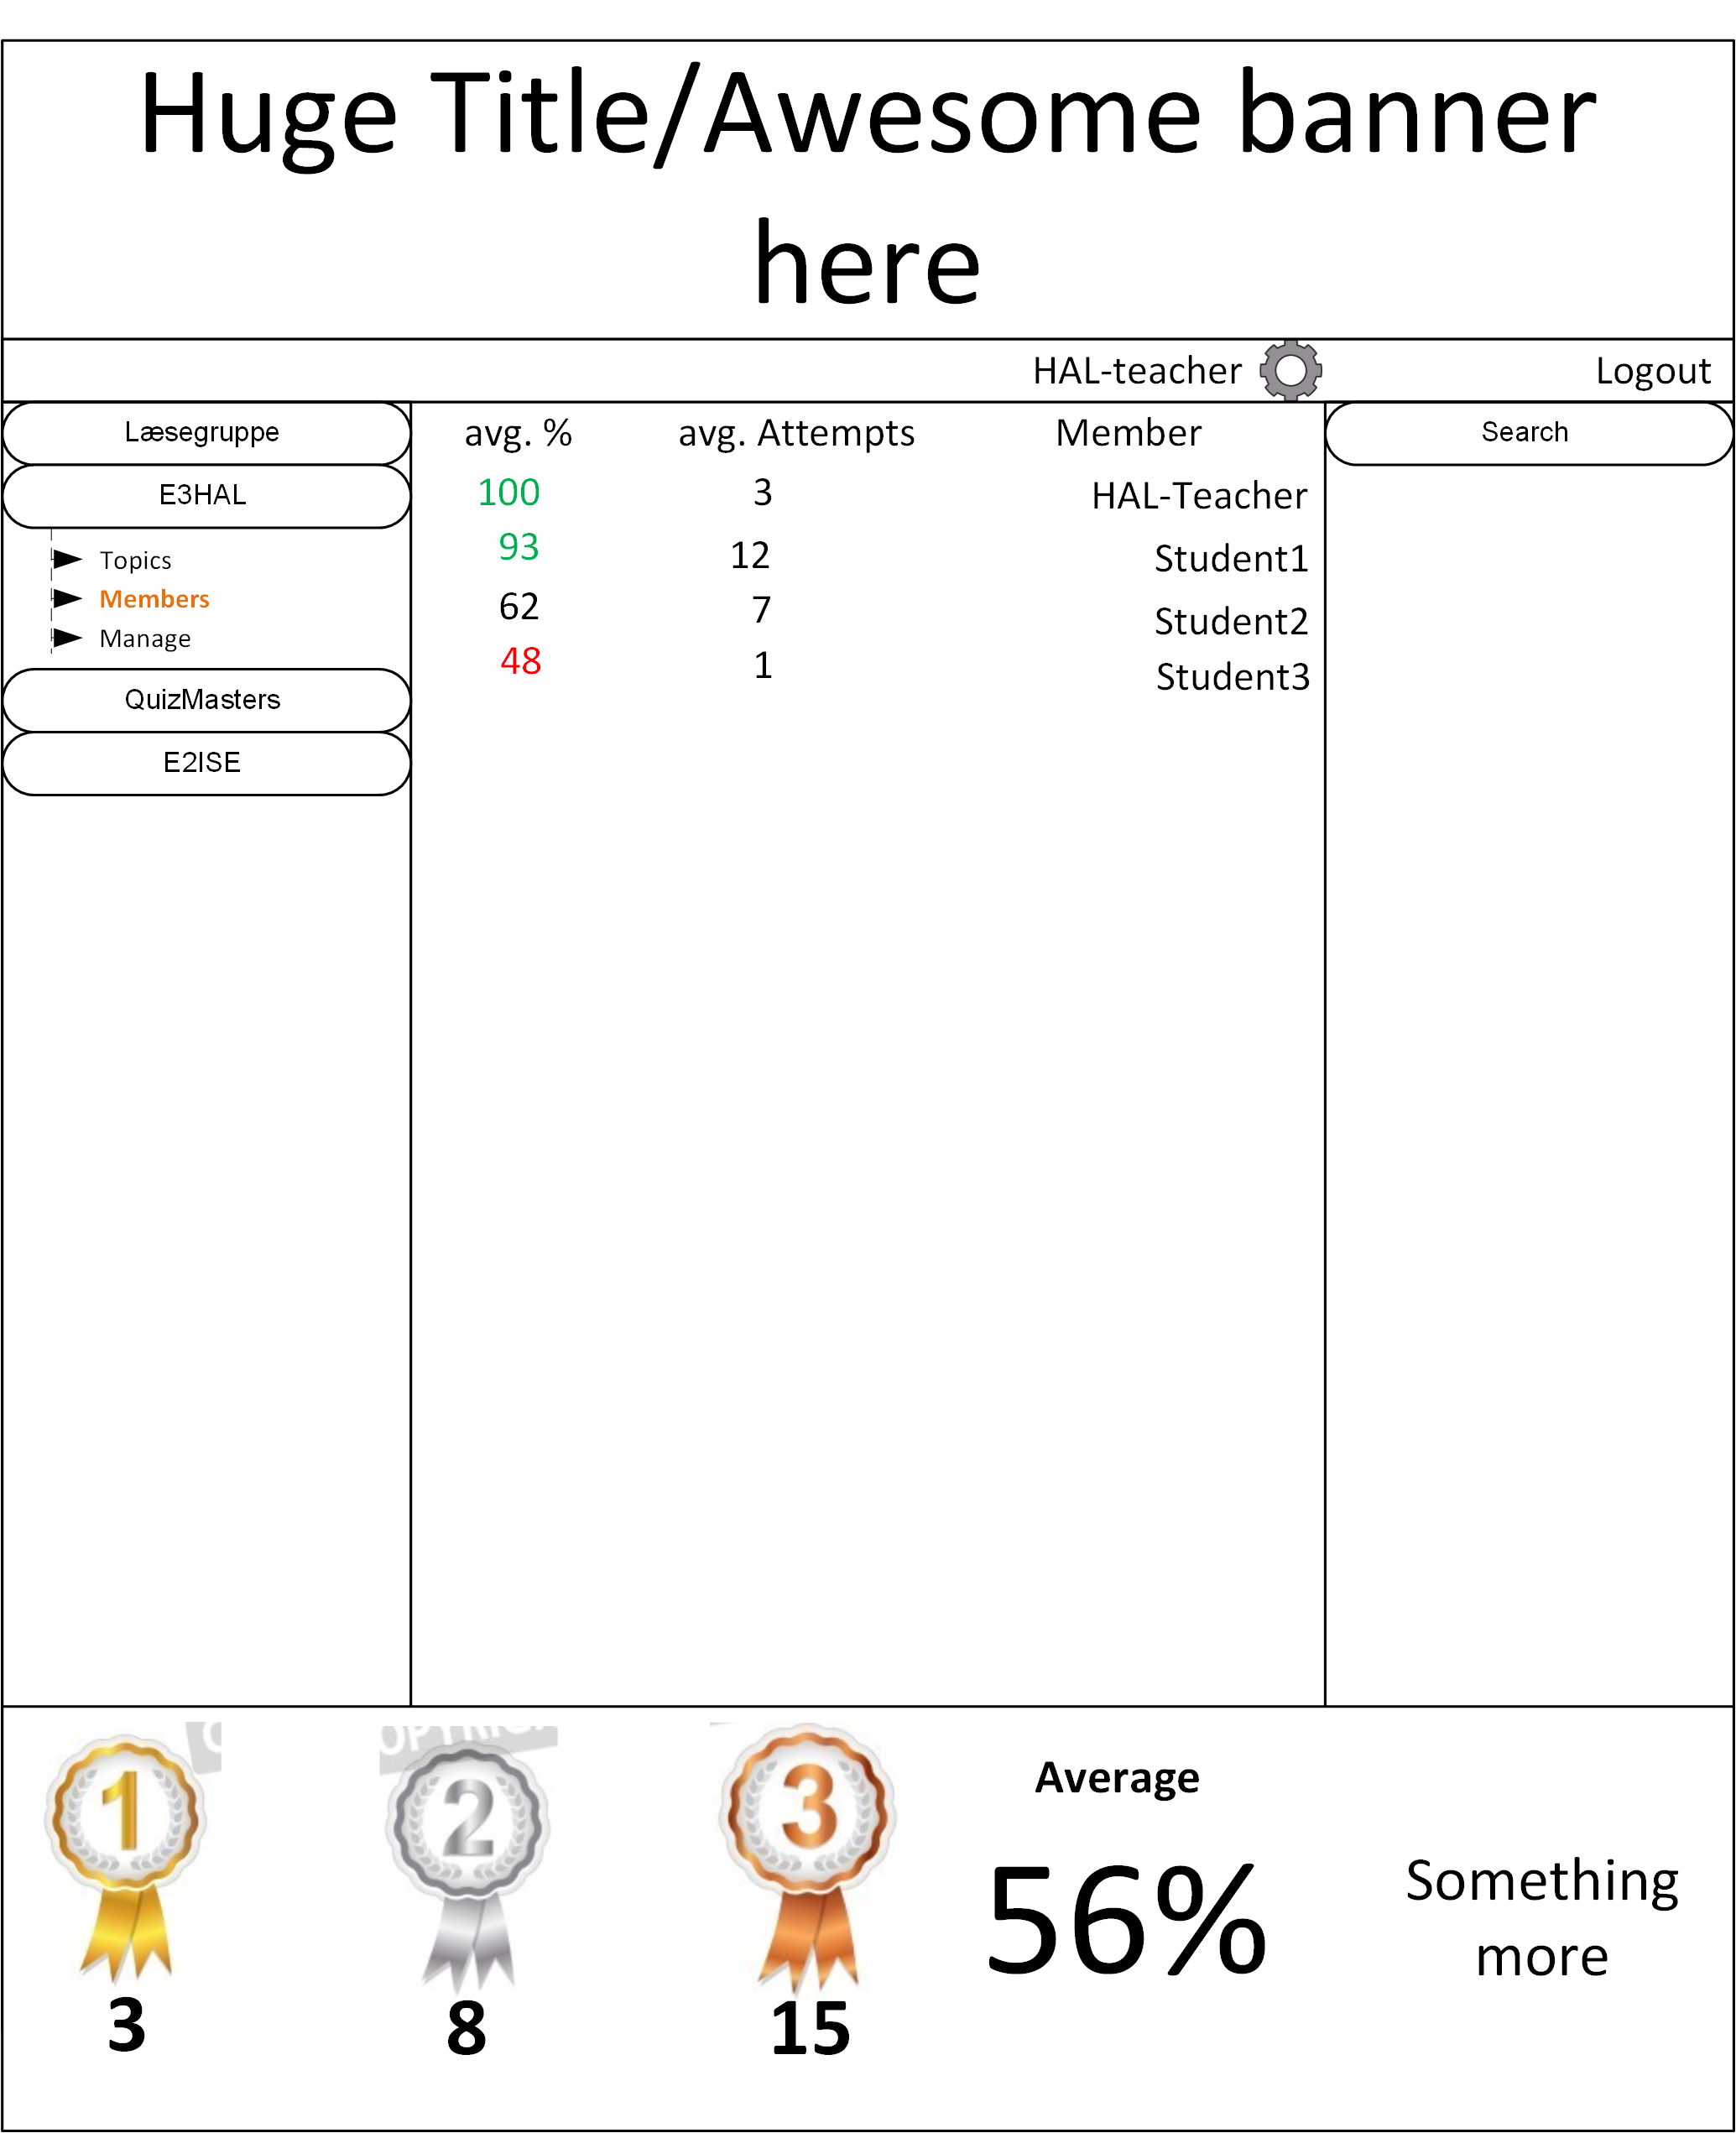 Huge Title/Awesome banner
here
HAL-teacher Logout
Læsegruppe
E3HAL
Topics
Members
Manage
QuizMasters
E2ISE
avg. % avg. Attempts Member
100 3 HAL-Teacher
93 12 Student1
62 7 Student2
48 1 Student3
Search
1
2
3
3
8
15
Average
56%
Something
more